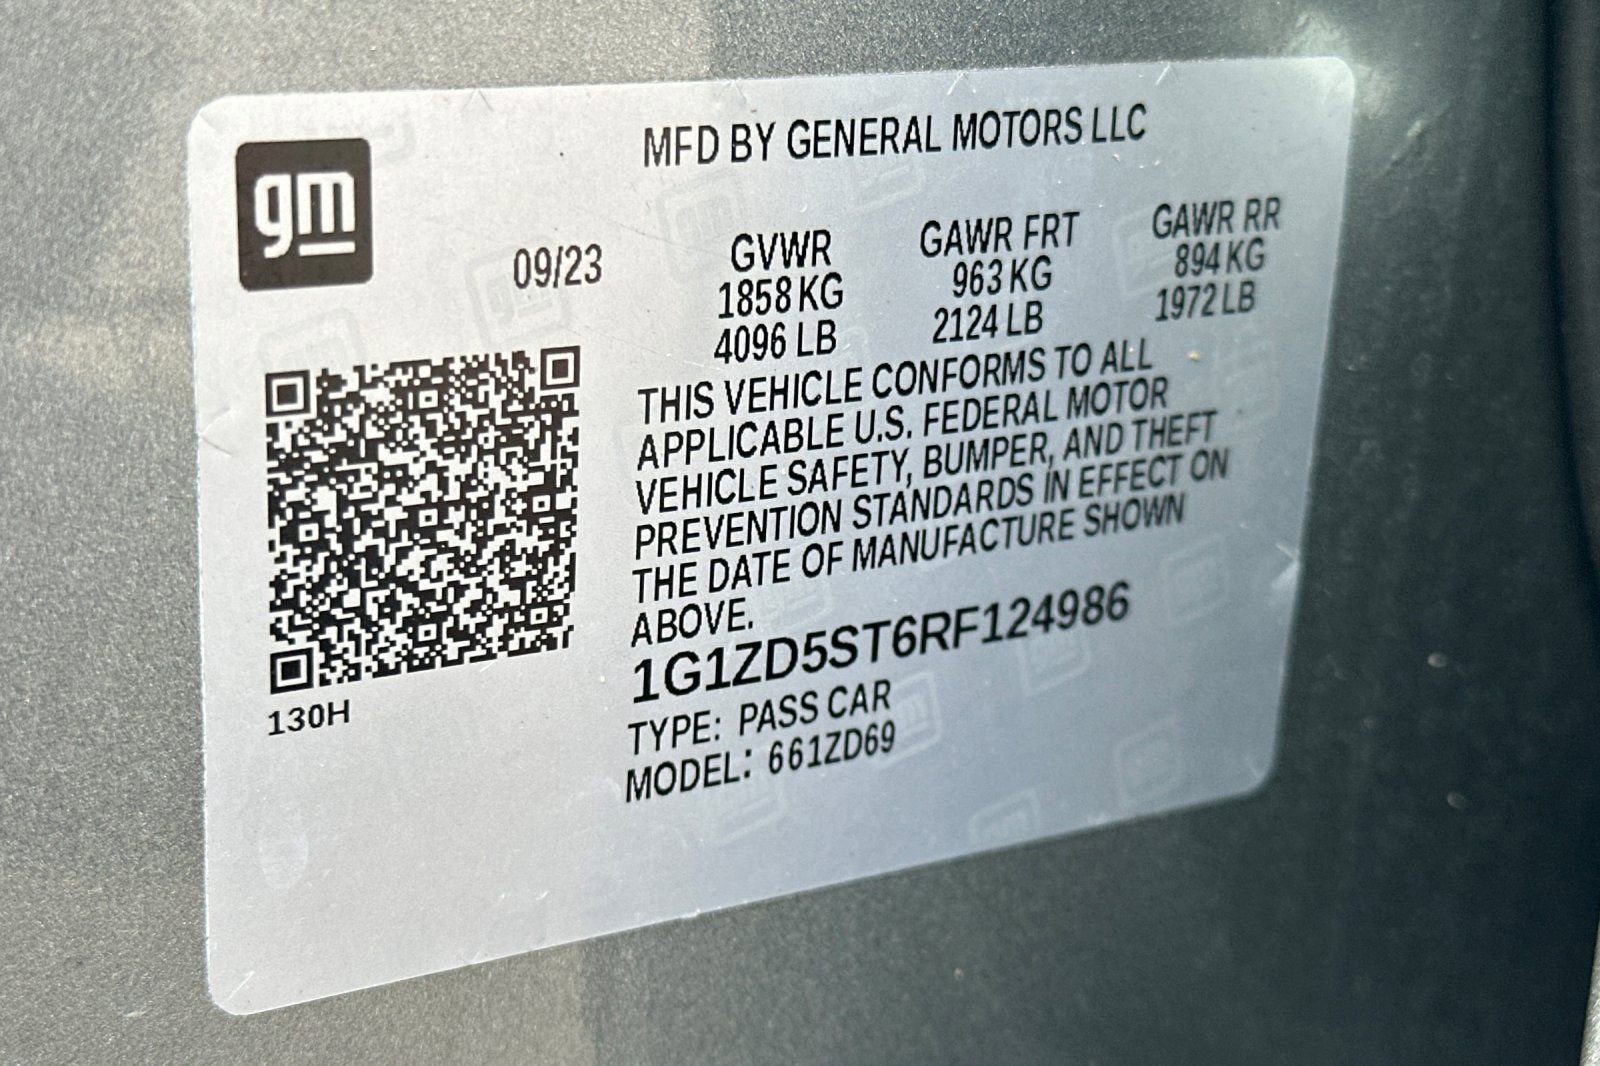 gm
MFD BY GENERAL MOTORS LLC
09/23
GVWR
1858 KG
4096 LB
GAWR FRT
963 KG
2124 LB
GAWR RR
894 KG
1972 LB
THIS VEHICLE CONFORMS TO ALL
APPLICABLE U.S. FEDERAL MOTOR
VEHICLE SAFETY, BUMPER, AND THEFT
PREVENTION STANDARDS IN EFFECT ON
THE DATE OF MANUFACTURE SHOWN
ABOVE.
1G1ZD5ST6RF124986
TYPE: PASS CAR
MODEL: 661ZD69
130H